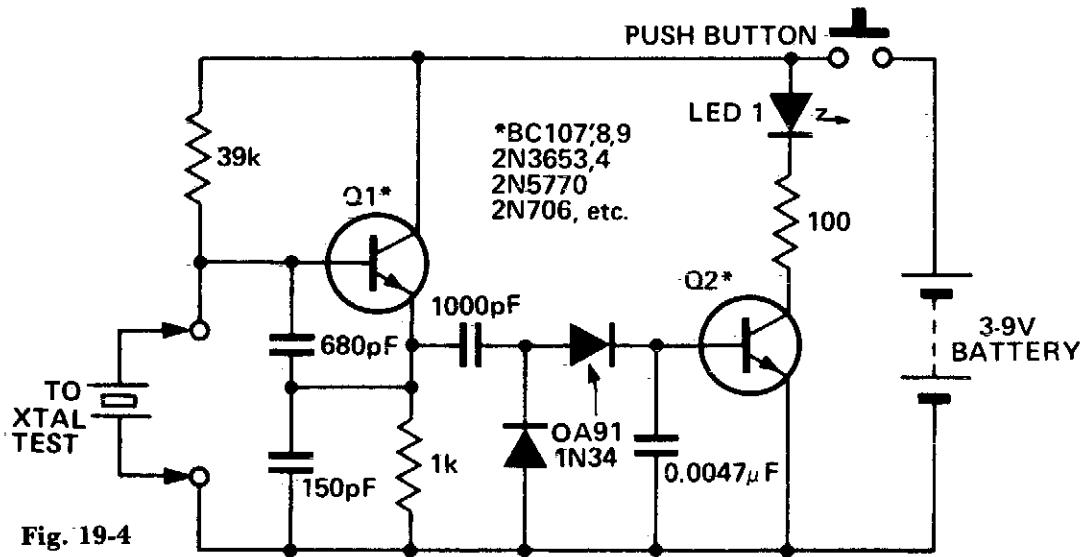 PUSH BUTTON
LED 1
39k
*BC107,8,9
2N3653,4
2N5770
2N706, etc.
Q1*
100
Q2*
1000pF
680pF
3-9V
BATTERY
TO
XTAL
TEST
OA91
1N34
1k
150pF
0.0047µF
Fig. 19-4